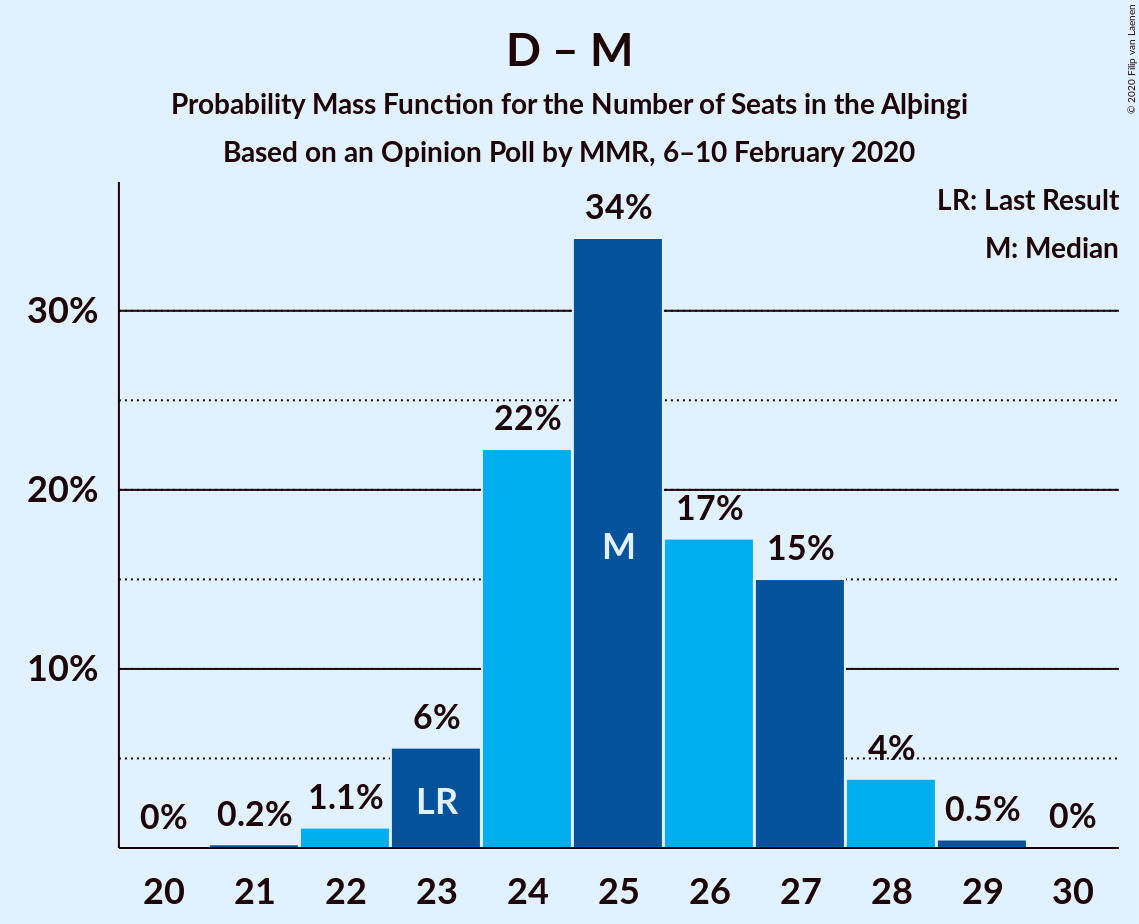 D – M
Probability Mass Function for the Number of Seats in the Alþingi
Based on an Opinion Poll by MMR, 6–10 February 2020
© 2020 Filip van Laenen
LR: Last Result
M: Median
34%
30%
22%
20%
17%
15%
M
10%
6%
4%
LR
1.1%
0%
0.2%
0.5%
0%
20 21 22 23 24 25 26 27 28 29 30